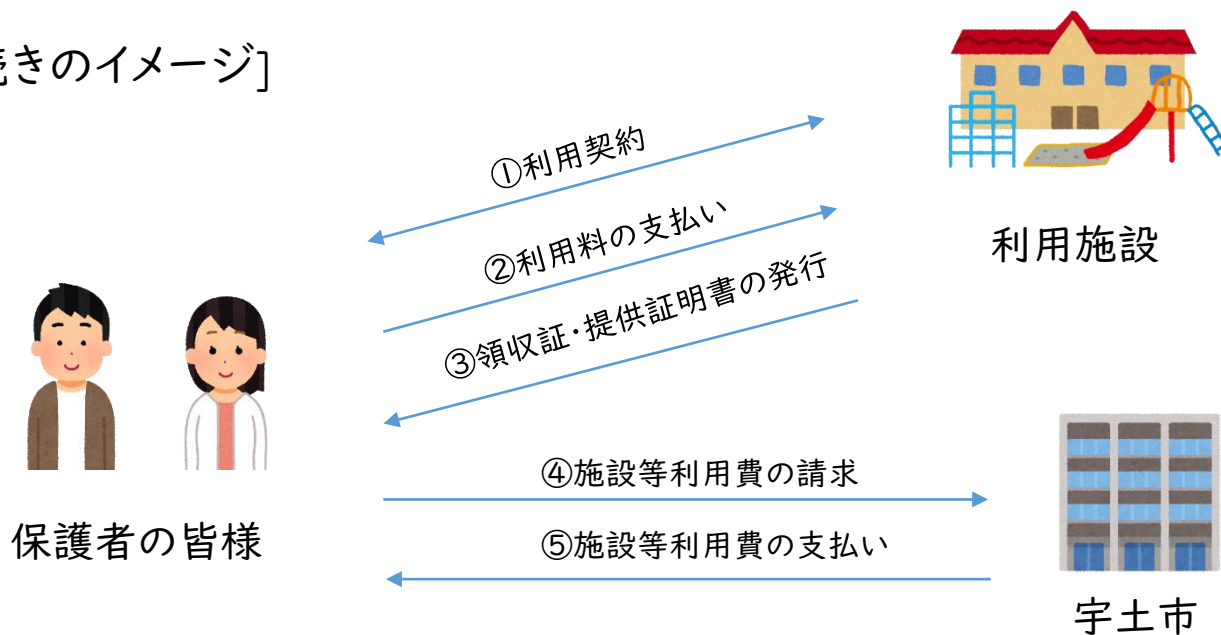 続きのイメージ]
①利用契約
②利用料の支払い
利用施設
③領収証・提供証明書の発行
④施設等利用費の請求
保護者の皆様
⑤施設等利用費の支払い
宇土市